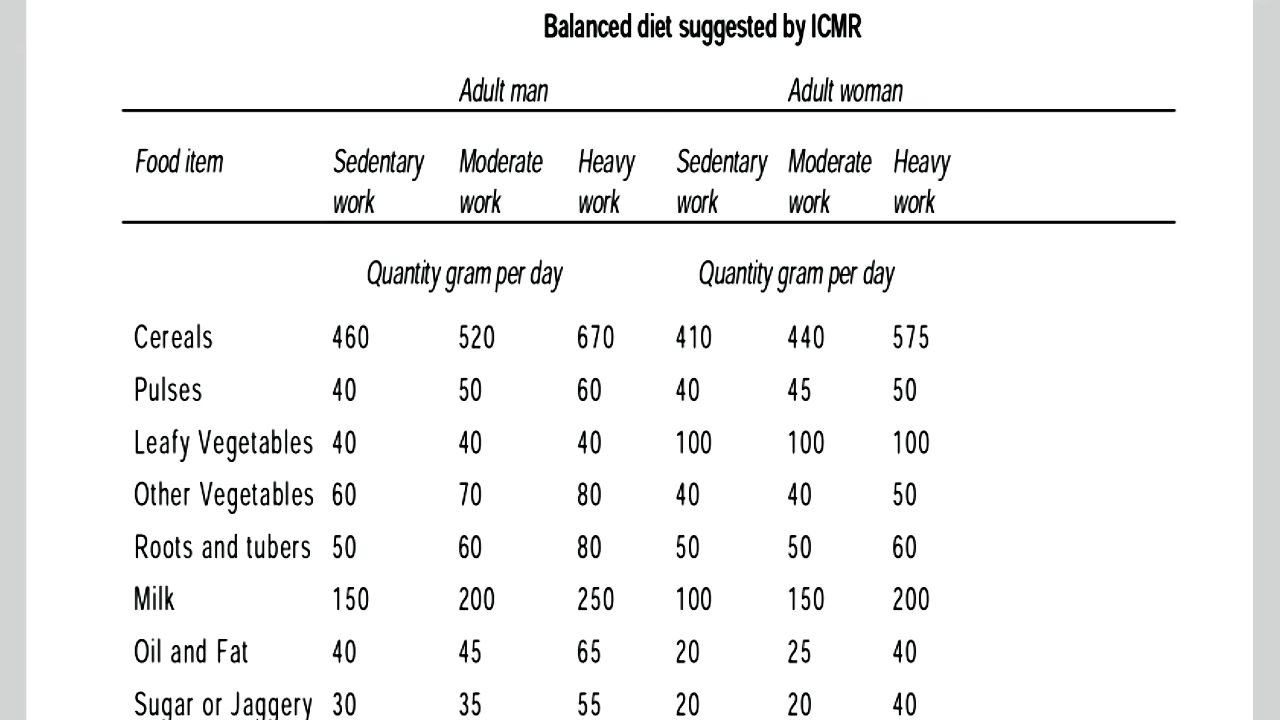 Balanced diet suggested by ICMR
Adult man Adult woman
Food item Sedentary work Moderate work Heavy work Sedentary work Moderate work Heavy work
Quantity gram per day Quantity gram per day
Cereals 460 520 670 410 440 575
Pulses 40 50 60 40 45 50
Leafy Vegetables 40 40 40 100 100 100
Other Vegetables 60 70 80 40 40 50
Roots and tubers 50 60 80 50 50 60
Milk 150 200 250 100 150 200
Oil and Fat 40 45 65 20 25 40
Sugar or Jaggery 30 35 55 20 20 40